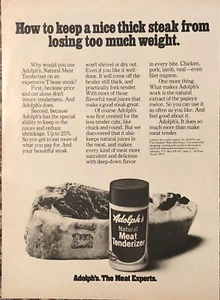 How to keep a nice thick steak from
losing too much weight.
Why would you use
Adolph's Natural Meat
Tenderizer on an
expensive T-bone steak?
First, because price
and cut alone don't
insure tenderness. And
Adolph's does.
Second, because
Adolph's has the special
ability to keep in the
juices and reduce
shrinking. Up to 25%.
So you get to eat more of
what you pay for. And
your beautiful steak
won't shrivel or dry out.
Even if you like it well-
done. It will come off the
broiler still thick, and
practically fork tender.
With more of those
flavorful meat juices that
make a good steak great.
Of course Adolph's
was first created for the
less tender cuts, like
chuck and round. But we
discovered that it also
keeps natural juices in
the meat, and makes
every kind of meat more
succulent and delicious
with deep-down flavor
in every bite. Chicken,
pork, lamb, veal—even
filet mignon.
One more thing.
What makes Adolph's
work is the natural
extract of the papaya
melon. So you can use it
as often as you like. And
feel good about it.
Adolph's. It does so
much more than make
meat tender.
Adolph's
Natural
Meat
Tenderizer
Adolph's. The Meat Experts.